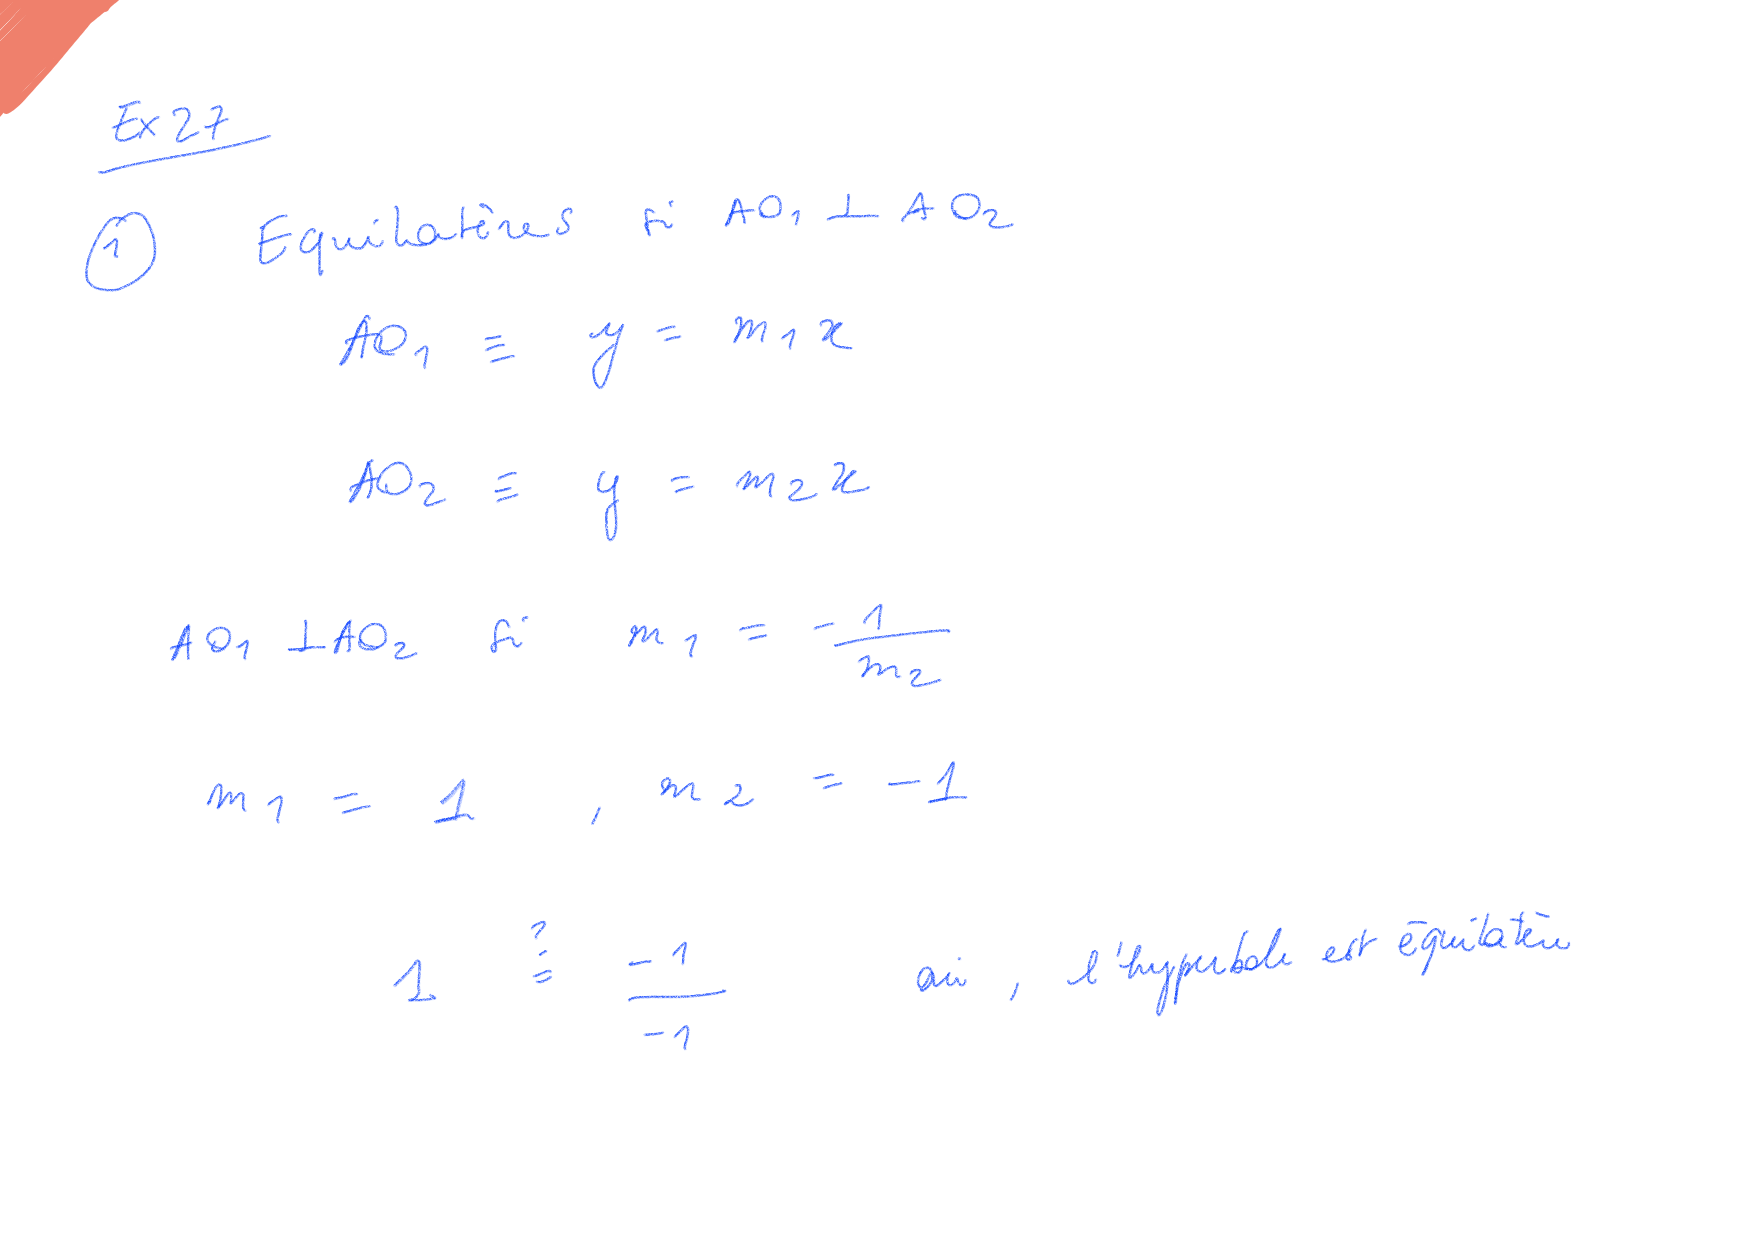 Ex 27
① Equilatères si AO₁ ⊥ AO₂
AO₁ ≡ y = m₁x
AO₂ ≡ y = m₂x
AO₁ ⊥ AO₂ si m₁ = - 1/m₂
m₁ = 1 , m₂ = -1
1 ≟ -1/-1 oui, l'hyperbole est équilatère